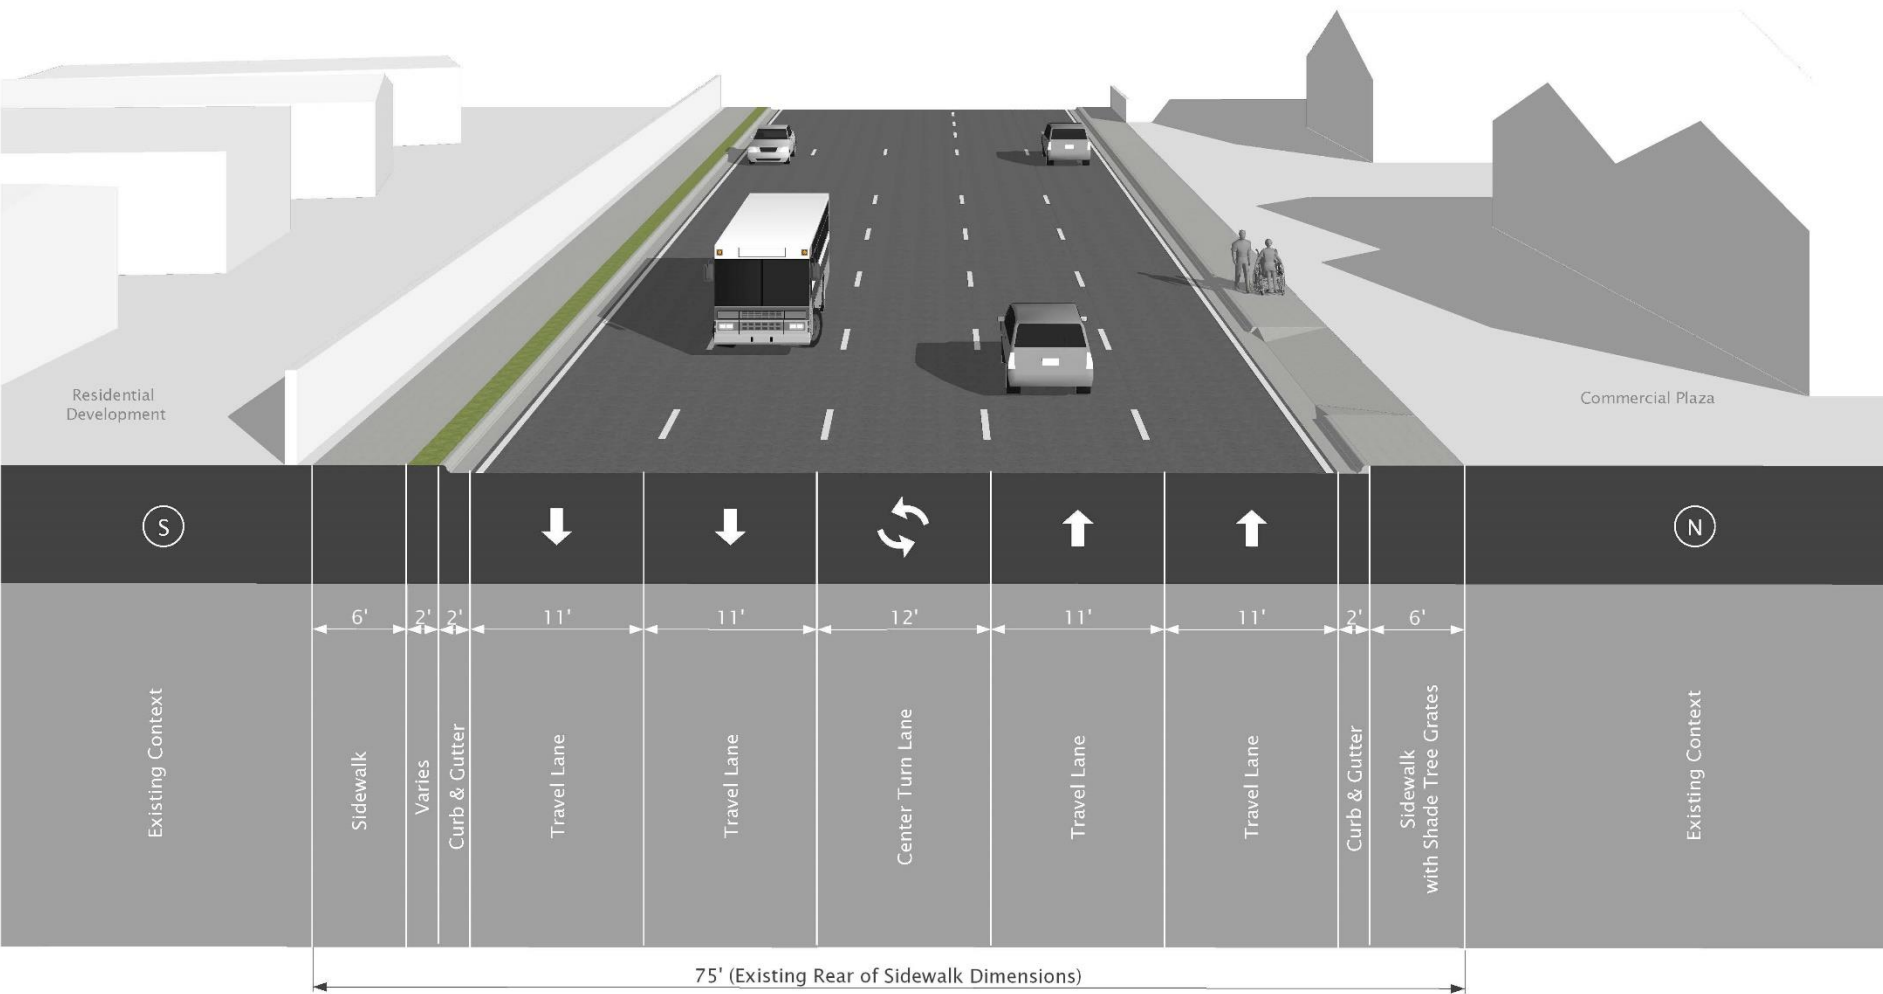 Residential
Development
Commercial Plaza
S
N
6'
2'
2'
11'
11'
12'
11'
11'
2'
6'
Existing Context
Sidewalk
Varies
Curb & Gutter
Travel Lane
Travel Lane
Center Turn Lane
Travel Lane
Travel Lane
Curb & Gutter
Sidewalk
with Shade Tree Grates
Existing Context
75' (Existing Rear of Sidewalk Dimensions)